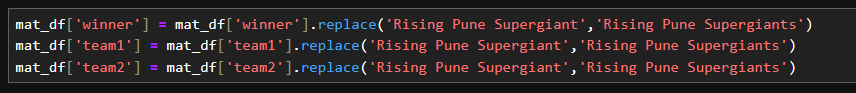 mat_df['winner'] = mat_df['winner'].replace('Rising Pune Supergiant','Rising Pune Supergiants')
mat_df['team1'] = mat_df['team1'].replace('Rising Pune Supergiant','Rising Pune Supergiants')
mat_df['team2'] = mat_df['team2'].replace('Rising Pune Supergiant','Rising Pune Supergiants')